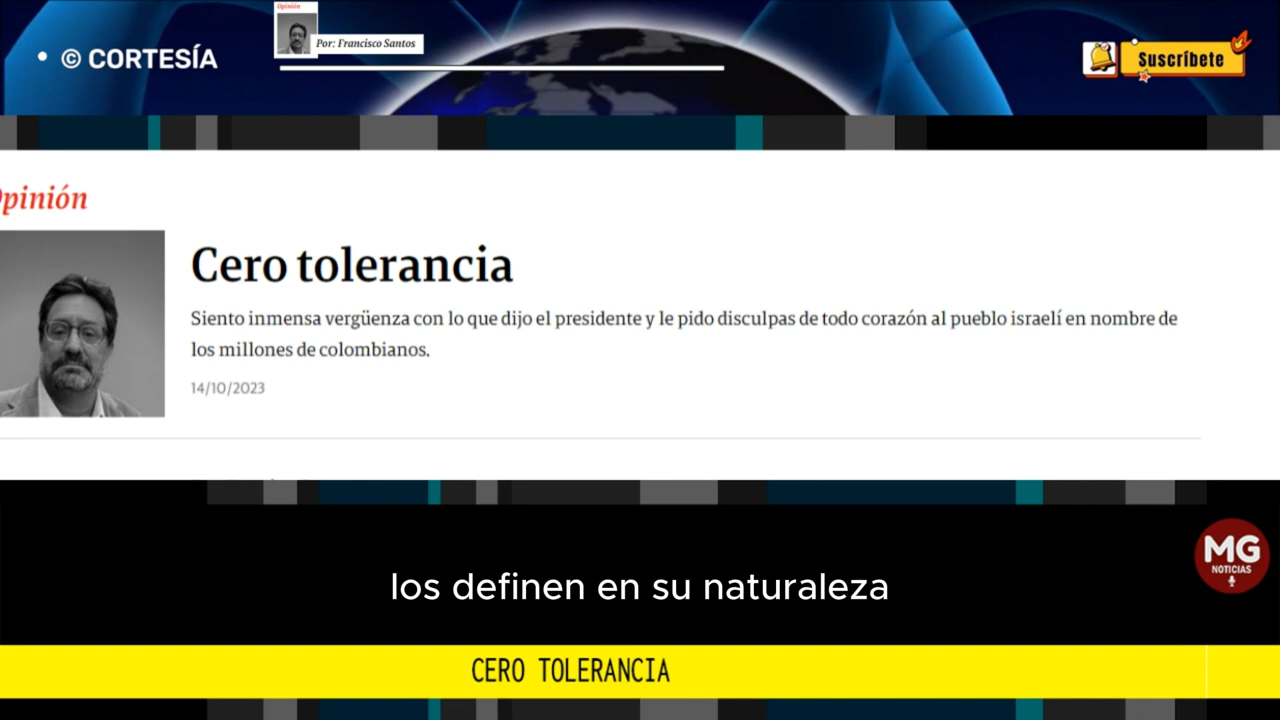 Opinión
© CORTESÍA
Por: Francisco Santos
Suscríbete
Opinión
Cero tolerancia
Siento inmensa vergüenza con lo que dijo el presidente y le pido disculpas de todo corazón al pueblo israelí en nombre de
los millones de colombianos.
14/10/2023
MG
NOTICIAS
los definen en su naturaleza
CERO TOLERANCIA